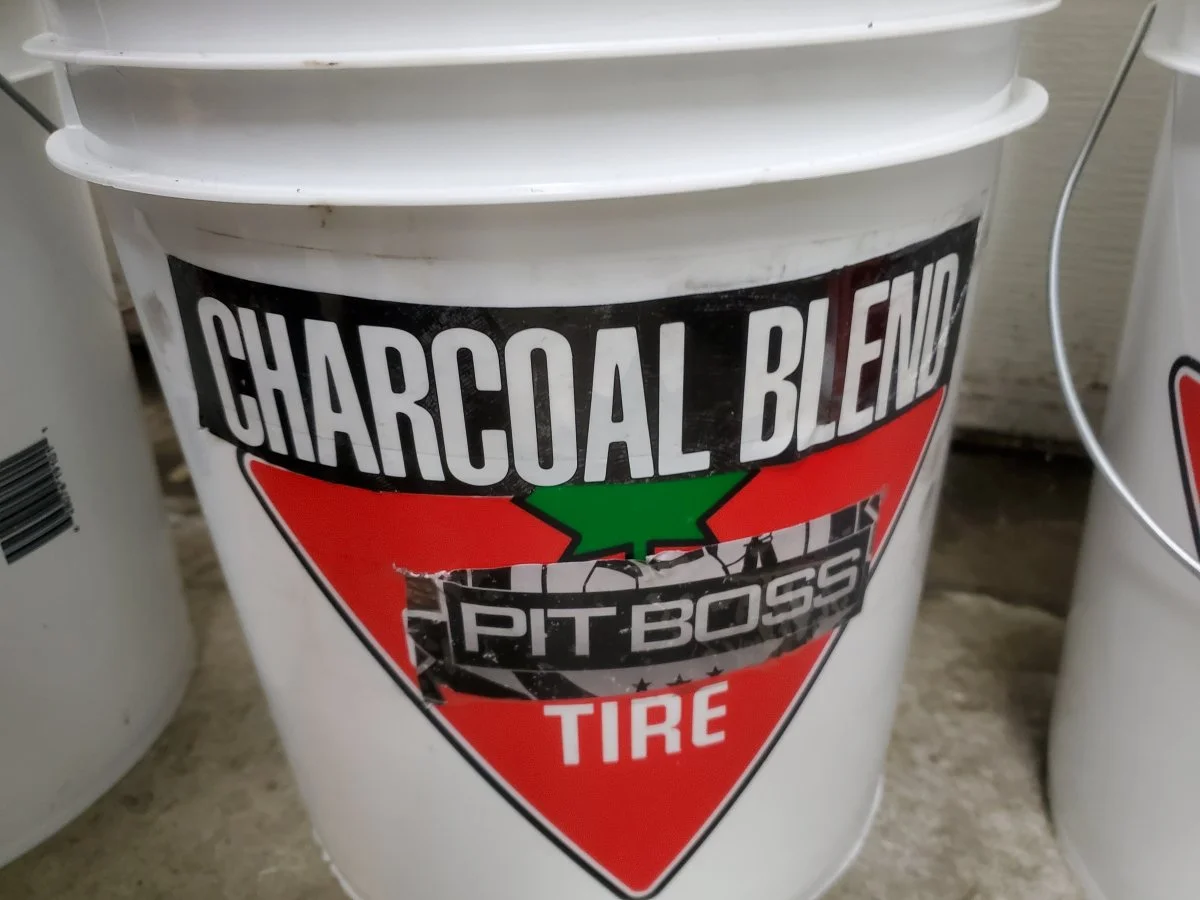 CHARCOAL BLEND
PIT BOSS
TIRE